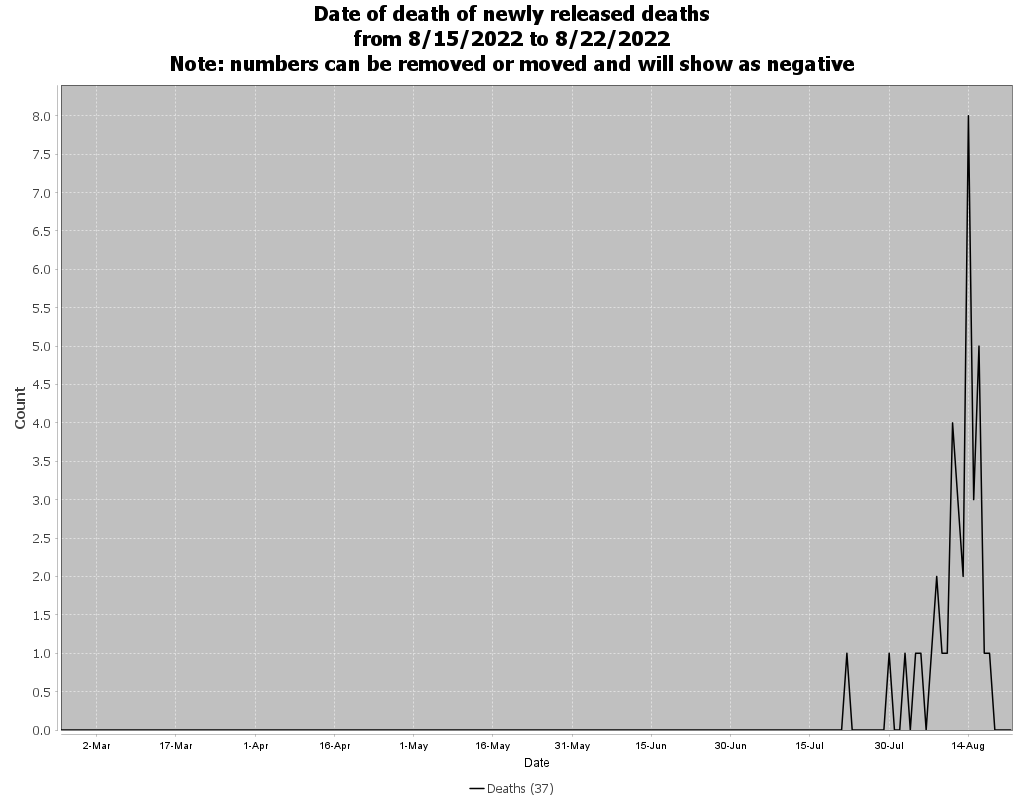 Date of death of newly released deaths
from 8/15/2022 to 8/22/2022
Note: numbers can be removed or moved and will show as negative
8.0
7.5
7.0
6.5
6.0
5.5
5.0
4.5
4.0
3.5
3.0
2.5
2.0
1.5
1.0
0.5
0.0
Count
2-Mar 17-Mar 1-Apr 16-Apr 1-May 16-May 31-May 15-Jun 30-Jun 15-Jul 30-Jul 14-Aug
Date
Deaths (37)